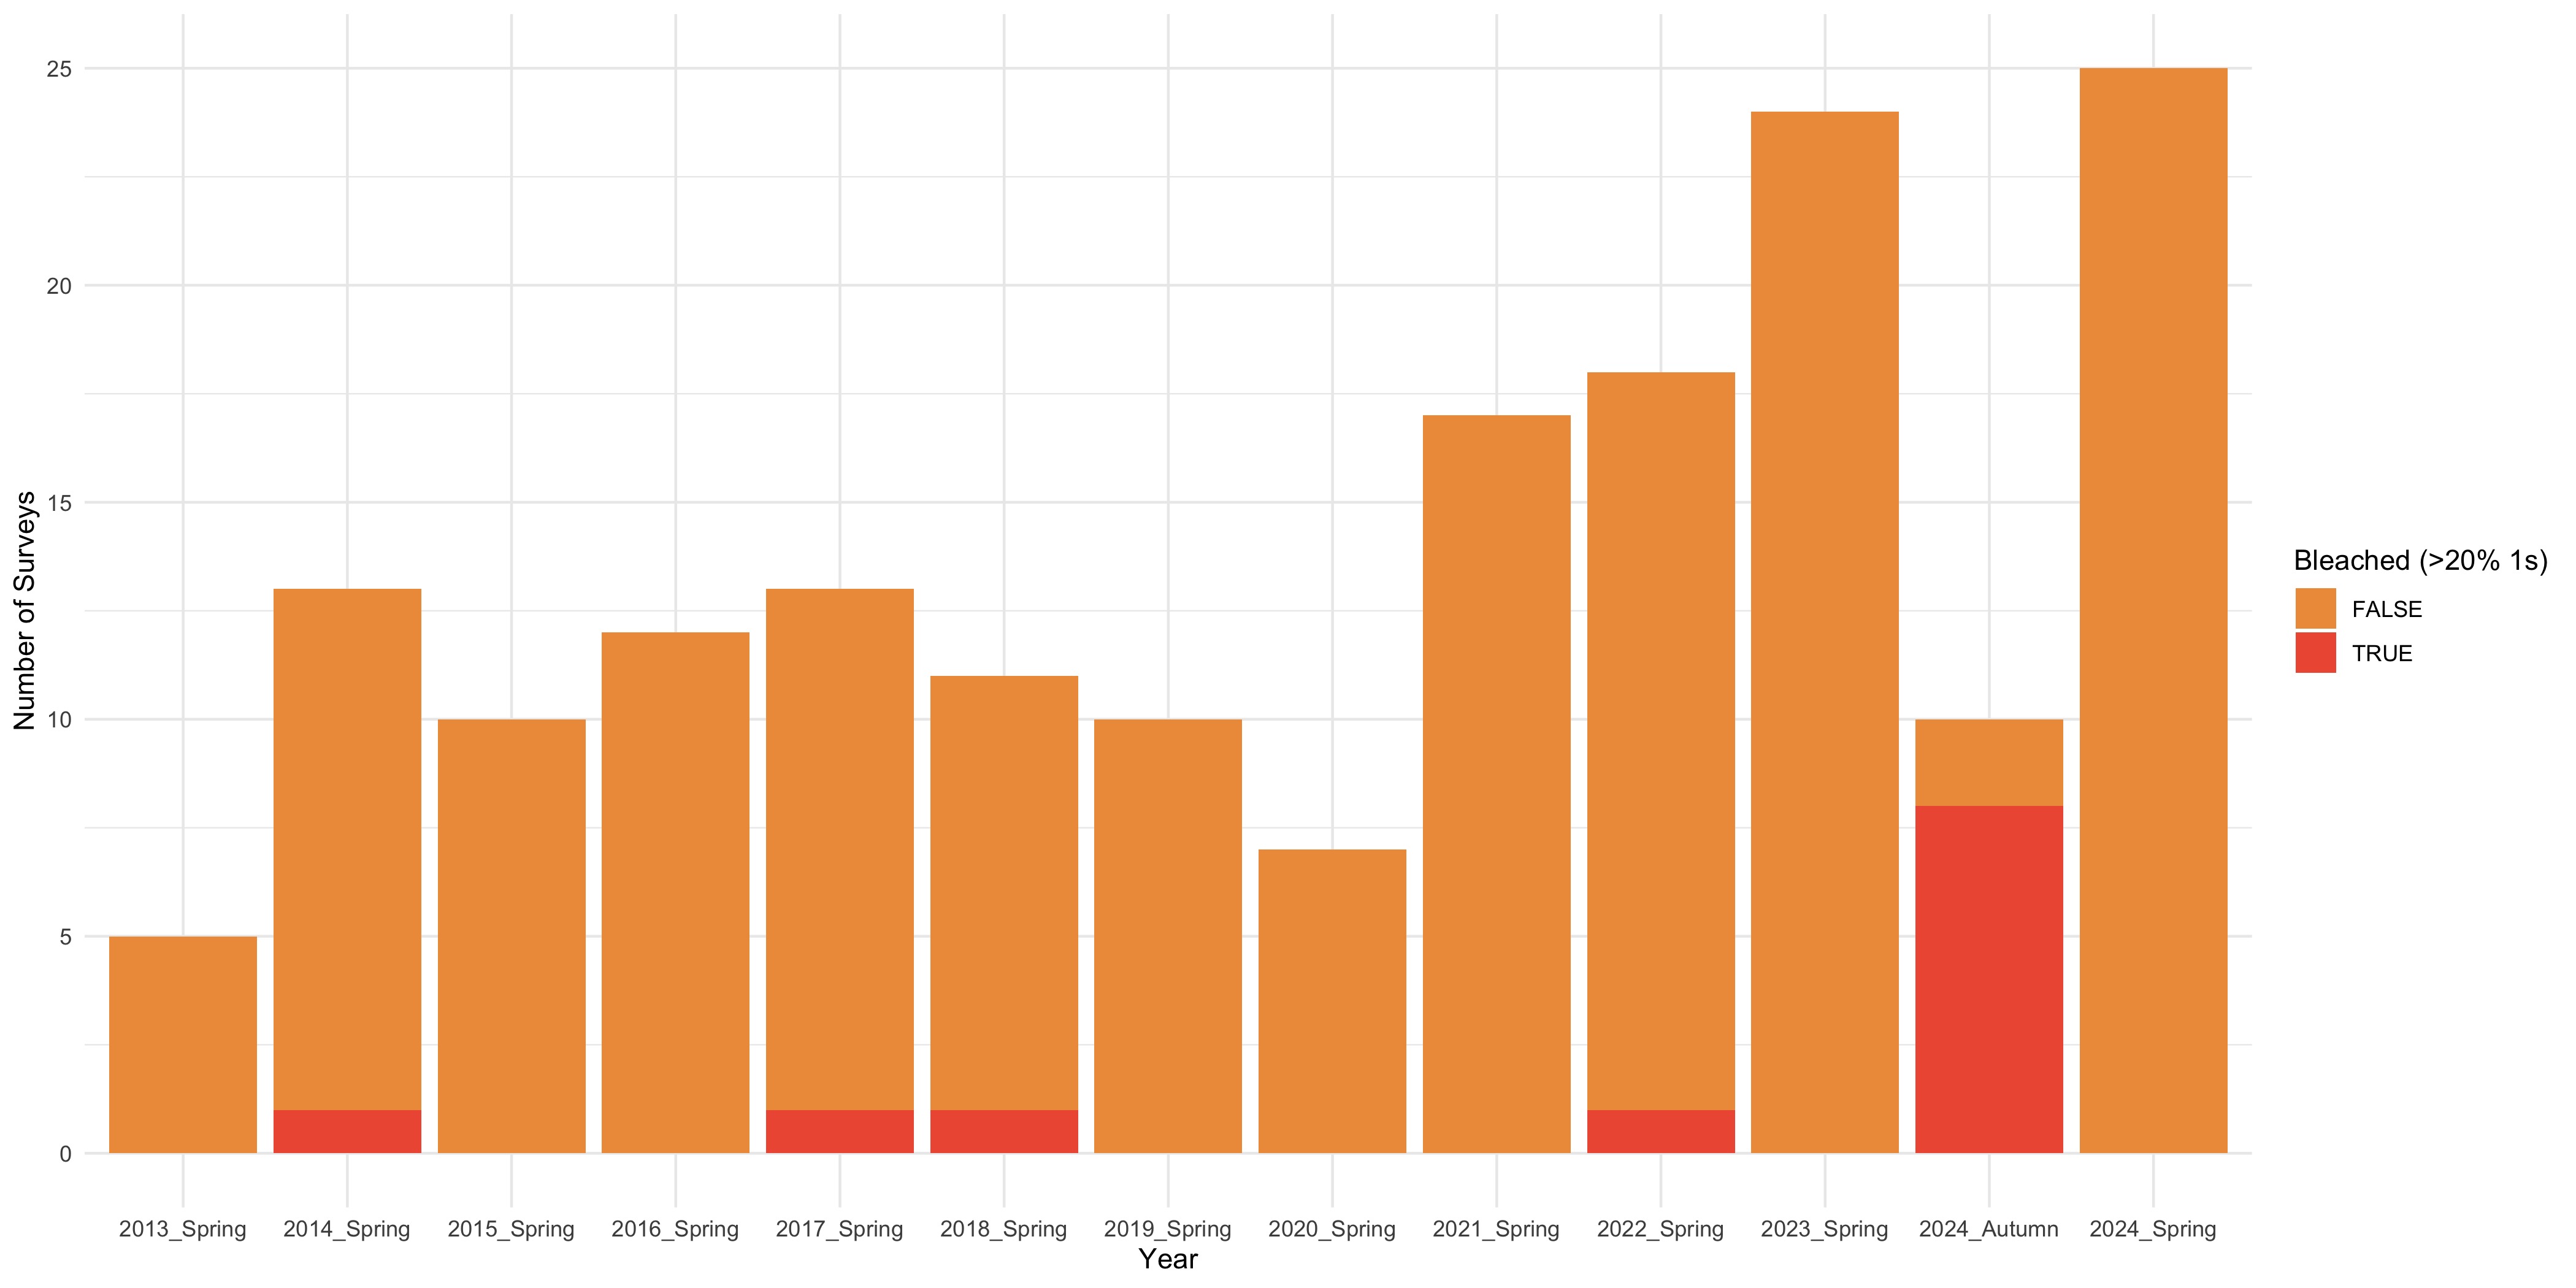 25
20
15
10
5
0
Number of Surveys
2013_Spring 2014_Spring 2015_Spring 2016_Spring 2017_Spring 2018_Spring 2019_Spring 2020_Spring 2021_Spring 2022_Spring 2023_Spring 2024_Autumn 2024_Spring
Year
Bleached (>20% 1s)
FALSE
TRUE